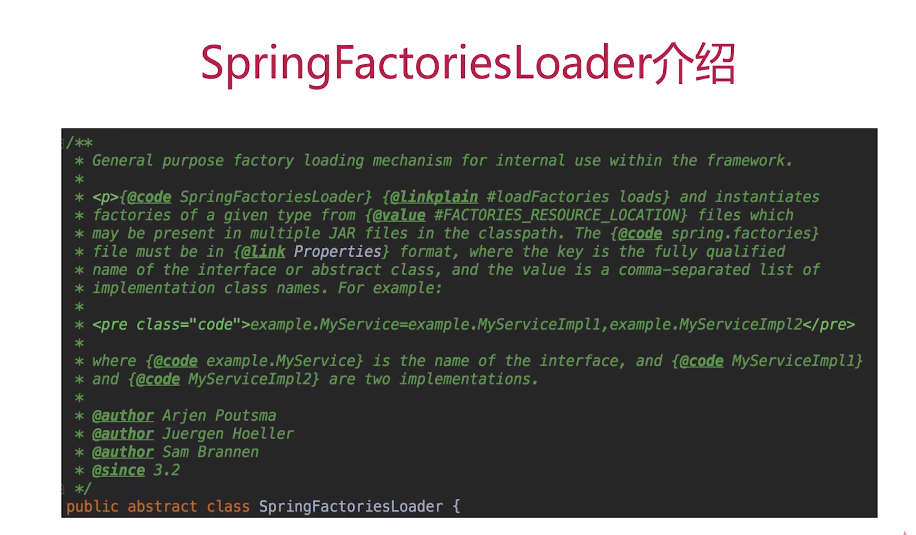 SpringFactoriesLoader介绍
/**
* General purpose factory loading mechanism for internal use within the framework.
*
* <p>{@code SpringFactoriesLoader} {@linkplain #loadFactories loads} and instantiates
* factories of a given type from {@value #FACTORIES_RESOURCE_LOCATION} files which
* may be present in multiple JAR files in the classpath. The {@code spring.factories}
* file must be in {@link Properties} format, where the key is the fully qualified
* name of the interface or abstract class, and the value is a comma-separated list of
* implementation class names. For example:
*
* <pre class="code">example.MyService=example.MyServiceImpl1,example.MyServiceImpl2</pre>
*
* where {@code example.MyService} is the name of the interface, and {@code MyServiceImpl1}
* and {@code MyServiceImpl2} are two implementations.
*
* @author Arjen Poutsma
* @author Juergen Hoeller
* @author Sam Brannen
* @since 3.2
*/
public abstract class SpringFactoriesLoader {